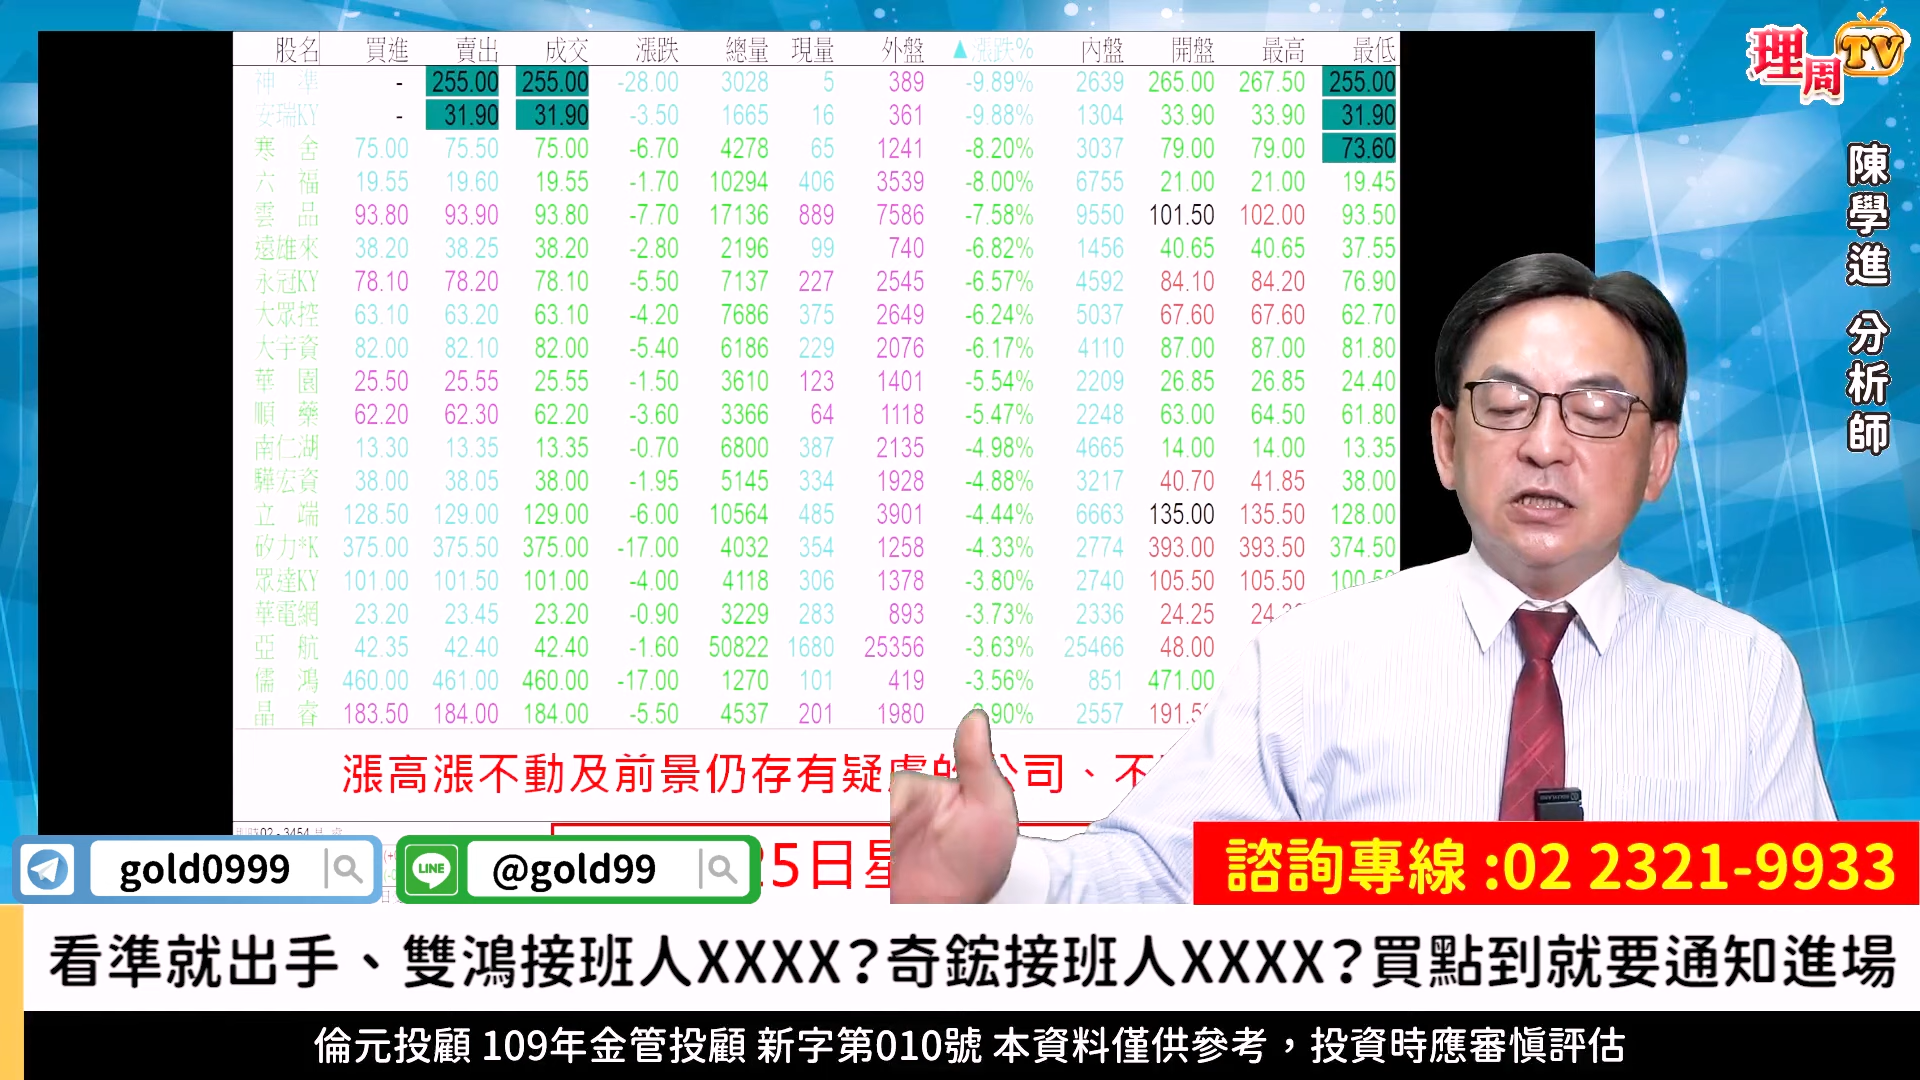 股名 買進 賣出 成交 漲跌 總量 現量 外盤 ▲漲跌% 內盤 開盤 最高 最低
神準 - 255.00 255.00 -28.00 3028 5 389 -9.89% 2639 265.00 267.50 255.00
安瑞KY - 31.90 31.90 -3.50 1665 16 361 -9.88% 1304 33.90 33.90 31.90
寒舍 75.00 75.50 75.00 -6.70 4278 65 1241 -8.20% 3037 79.00 79.00 73.60
六福 19.55 19.60 19.55 -1.70 10294 406 3539 -8.00% 6755 21.00 21.00 19.45
雲品 93.80 93.90 93.80 -7.70 17136 889 7586 -7.58% 9550 101.50 102.00 93.50
遠雄來 38.20 38.25 38.20 -2.80 2196 99 740 -6.82% 1456 40.65 40.65 37.55
永冠KY 78.10 78.20 78.10 -5.50 7137 227 2545 -6.57% 4592 84.10 84.20 76.90
大眾控 63.10 63.20 63.10 -4.20 7686 375 2649 -6.24% 5037 67.60 67.60 62.70
大宇資 82.00 82.10 82.00 -5.40 6186 229 2076 -6.17% 4110 87.00 87.00 81.80
華園 25.50 25.55 25.55 -1.50 3610 123 1401 -5.54% 2209 26.85 26.85 24.40
順藥 62.20 62.30 62.20 -3.60 3366 64 1118 -5.47% 2248 63.00 64.50 61.80
南仁湖 13.30 13.35 13.35 -0.70 6800 387 2135 -4.98% 4665 14.00 14.00 13.35
驊宏資 38.00 38.05 38.00 -1.95 5145 334 1928 -4.88% 3217 40.70 41.85 38.00
立端 128.50 129.00 129.00 -6.00 10564 485 3901 -4.44% 6663 135.00 135.50 128.00
矽力*K 375.00 375.50 375.00 -17.00 4032 354 1258 -4.33% 2774 393.00 393.50 374.50
眾達KY 101.00 101.50 101.00 -4.00 4118 306 1378 -3.80% 2740 105.50 105.50
華電網 23.20 23.45 23.20 -0.90 3229 283 893 -3.73% 2336 24.25
亞航 42.35 42.40 42.40 -1.60 50822 1680 25356 -3.63% 25466 48.00
儒鴻 460.00 461.00 460.00 -17.00 1270 101 419 -3.56% 851 471.00
晶睿 183.50 184.00 184.00 -5.50 4537 201 1980 2557
漲高漲不動及前景仍存有疑慮的公司、不
25日星
理周TV
陳學進 分析師
gold0999
LINE @gold99
諮詢專線 :02 2321-9933
看準就出手、雙鴻接班人XXXX？奇鋐接班人XXXX？買點到就要通知進場
倫元投顧 109年金管投顧 新字第010號 本資料僅供參考，投資時應審慎評估